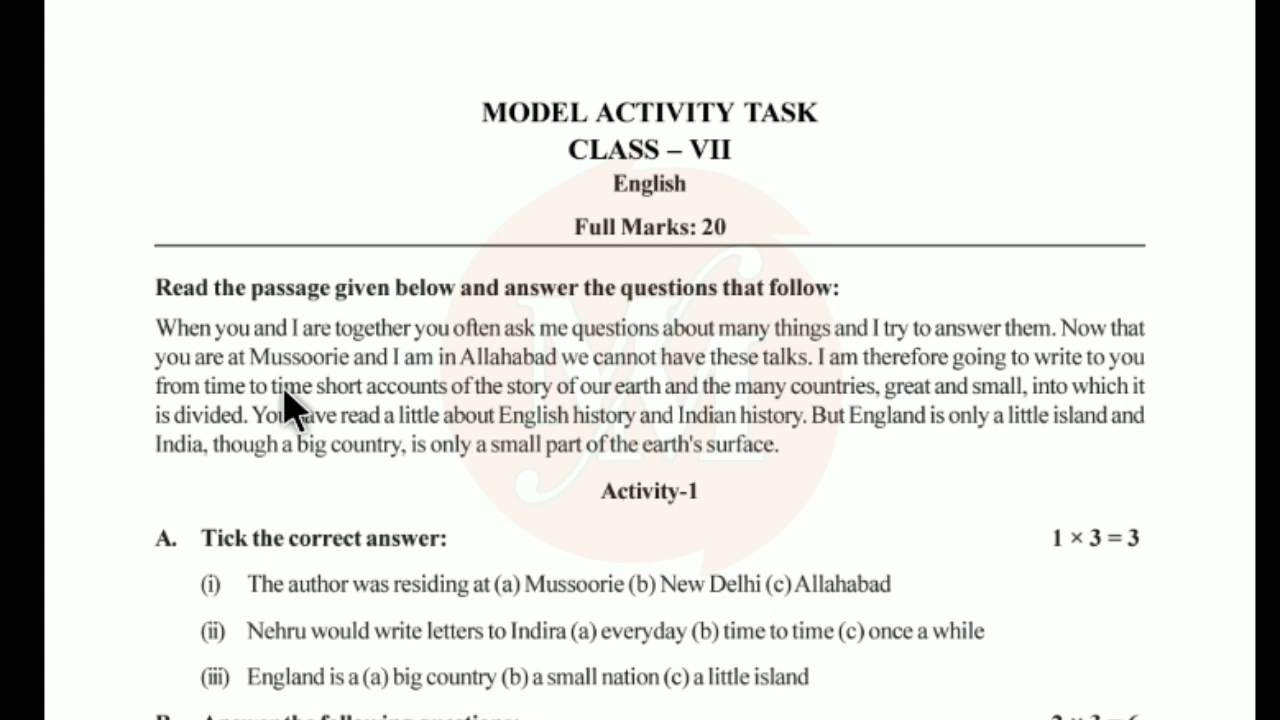 MODEL ACTIVITY TASK
CLASS – VII
English
Full Marks: 20
Read the passage given below and answer the questions that follow:
When you and I are together you often ask me questions about many things and I try to answer them. Now that
you are at Mussoorie and I am in Allahabad we cannot have these talks. I am therefore going to write to you
from time to time short accounts of the story of our earth and the many countries, great and small, into which it
is divided. You have read a little about English history and Indian history. But England is only a little island and
India, though a big country, is only a small part of the earth's surface.
Activity-1
A. Tick the correct answer: 1 × 3 = 3
(i) The author was residing at (a) Mussoorie (b) New Delhi (c) Allahabad
(ii) Nehru would write letters to Indira (a) everyday (b) time to time (c) once a while
(iii) England is a (a) big country (b) a small nation (c) a little island
B. Answer the following questions: 2 × 3 = 6